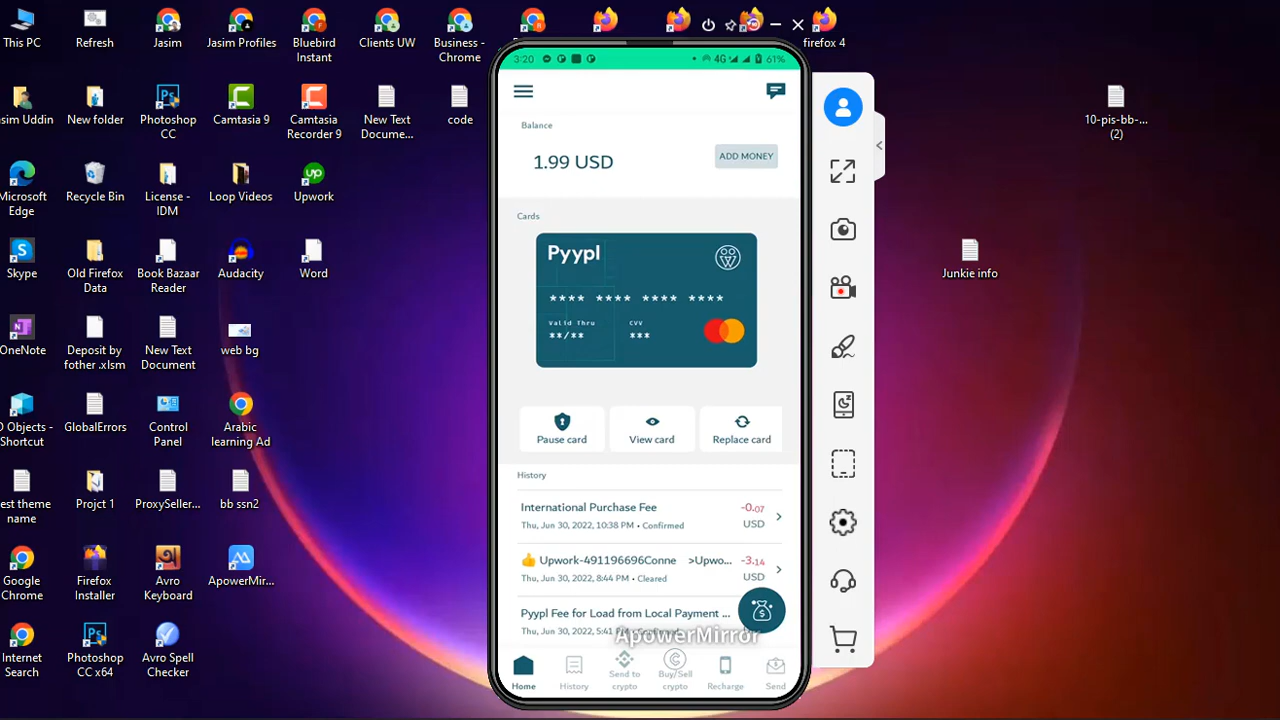 This PC
Refresh
Jasim
Jasim Profiles
Bluebird
Instant
Clients UW
Business -
Chrome
firefox 4
asim Uddin
New folder
Photoshop
CC
Camtasia 9
Camtasia
Recorder 9
New Text
Docume...
code
10-pis-bb-...
(2)
Microsoft
Edge
Recycle Bin
License -
IDM
Loop Videos
Upwork
Skype
Old Firefox
Data
Book Bazaar
Reader
Audacity
Word
Junkie info
OneNote
Deposit by
fother .xlsm
New Text
Document
web bg
D Objects -
Shortcut
GlobalErrors
Control
Panel
Arabic
learning Ad
est theme
name
Projct 1
ProxySeller...
bb ssn2
Google
Chrome
Firefox
Installer
Avro
Keyboard
ApowerMir...
Internet
Search
Photoshop
CC x64
Avro Spell
Checker
3:20
4G
61%
Balance
1.99 USD
ADD MONEY
Cards
Pyypl
**** **** **** ****
Valid Thru
CVV
**/**
***
Pause card
View card
Replace card
History
International Purchase Fee
-0.07
Thu, Jun 30, 2022, 10:38 PM • Confirmed
USD
👍 Upwork-491196696Conne >Upwo...
-3.14
Thu, Jun 30, 2022, 8:44 PM • Cleared
USD
Pyypl Fee for Load from Local Payment ...
Thu, Jun 30, 2022, 5:41
ApowerMirror
Home
History
Send to
crypto
Buy/Sell
crypto
Recharge
Send